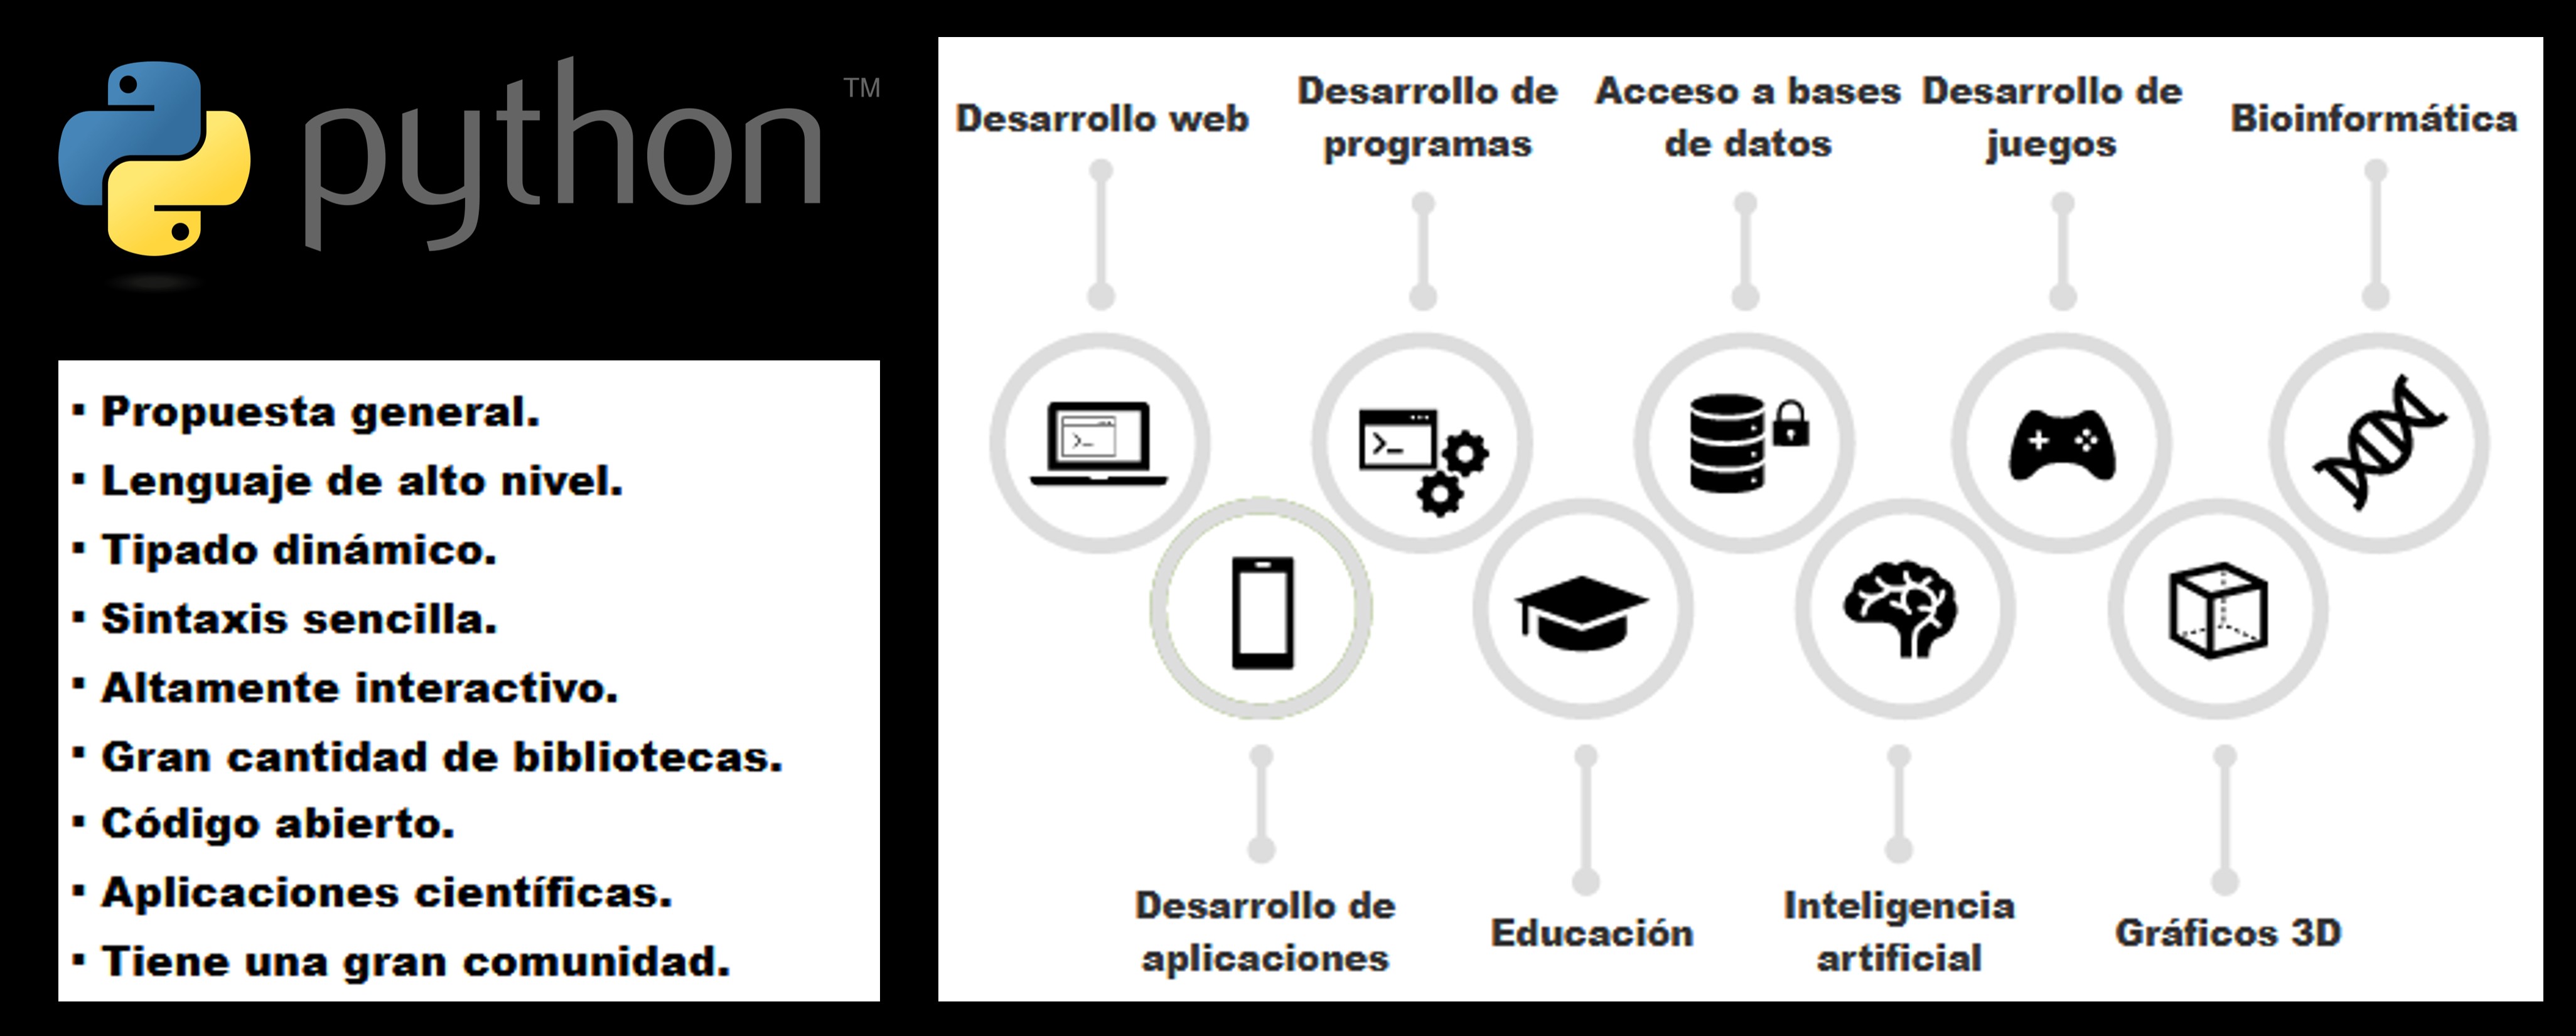 python TM
▪ Propuesta general.
▪ Lenguaje de alto nivel.
▪ Tipado dinámico.
▪ Sintaxis sencilla.
▪ Altamente interactivo.
▪ Gran cantidad de bibliotecas.
▪ Código abierto.
▪ Aplicaciones científicas.
▪ Tiene una gran comunidad.
Desarrollo web
Desarrollo de
programas
Acceso a bases
de datos
Desarrollo de
juegos
Bioinformática
Desarrollo de
aplicaciones
Educación
Inteligencia
artificial
Gráficos 3D